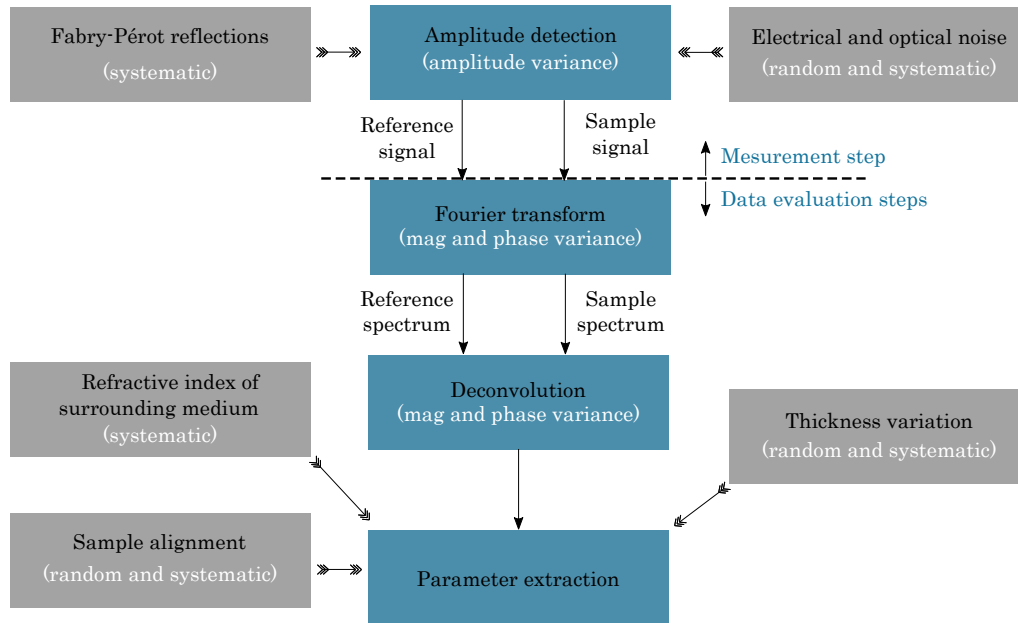 Fabry-Pérot reflections
(systematic)
Amplitude detection
(amplitude variance)
Electrical and optical noise
(random and systematic)
Reference
signal
Sample
signal
Mesurement step
Data evaluation steps
Fourier transform
(mag and phase variance)
Reference
spectrum
Sample
spectrum
Refractive index of
surrounding medium
(systematic)
Deconvolution
(mag and phase variance)
Thickness variation
(random and systematic)
Sample alignment
(random and systematic)
Parameter extraction